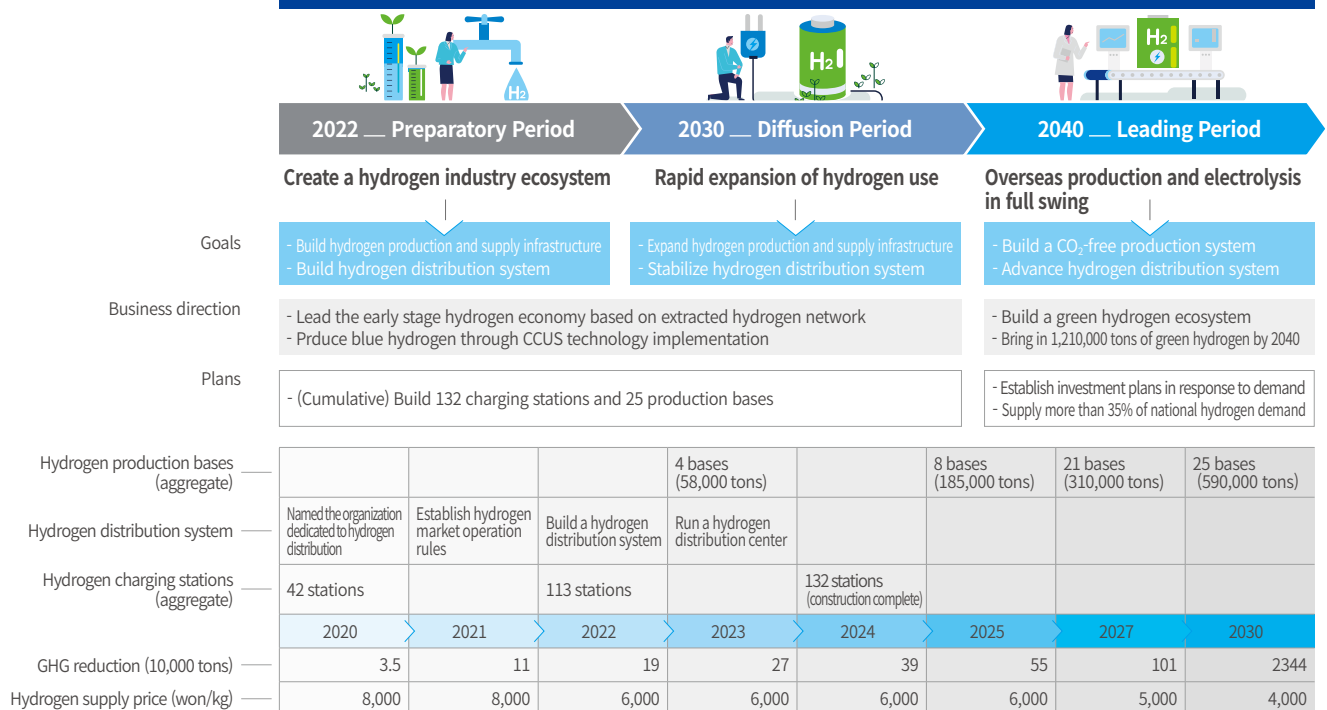 H2
H2
H2
2022 — Preparatory Period
2030 — Diffusion Period
2040 — Leading Period
Create a hydrogen industry ecosystem
Rapid expansion of hydrogen use
Overseas production and electrolysis
in full swing
Goals
- Build hydrogen production and supply infrastructure
- Build hydrogen distribution system
- Expand hydrogen production and supply infrastructure
- Stabilize hydrogen distribution system
- Build a CO₂-free production system
- Advance hydrogen distribution system
Business direction
- Lead the early stage hydrogen economy based on extracted hydrogen network
- Prduce blue hydrogen through CCUS technology implementation
- Build a green hydrogen ecosystem
- Bring in 1,210,000 tons of green hydrogen by 2040
Plans
- (Cumulative) Build 132 charging stations and 25 production bases
- Establish investment plans in response to demand
- Supply more than 35% of national hydrogen demand
Hydrogen production bases
(aggregate)
4 bases
(58,000 tons)
8 bases
(185,000 tons)
21 bases
(310,000 tons)
25 bases
(590,000 tons)
Hydrogen distribution system
Named the organization
dedicated to hydrogen
distribution
Establish hydrogen
market operation
rules
Build a hydrogen
distribution system
Run a hydrogen
distribution center
Hydrogen charging stations
(aggregate)
42 stations
113 stations
132 stations
(construction complete)
2020
2021
2022
2023
2024
2025
2027
2030
GHG reduction (10,000 tons)
3.5
11
19
27
39
55
101
2344
Hydrogen supply price (won/kg)
8,000
8,000
6,000
6,000
6,000
6,000
5,000
4,000